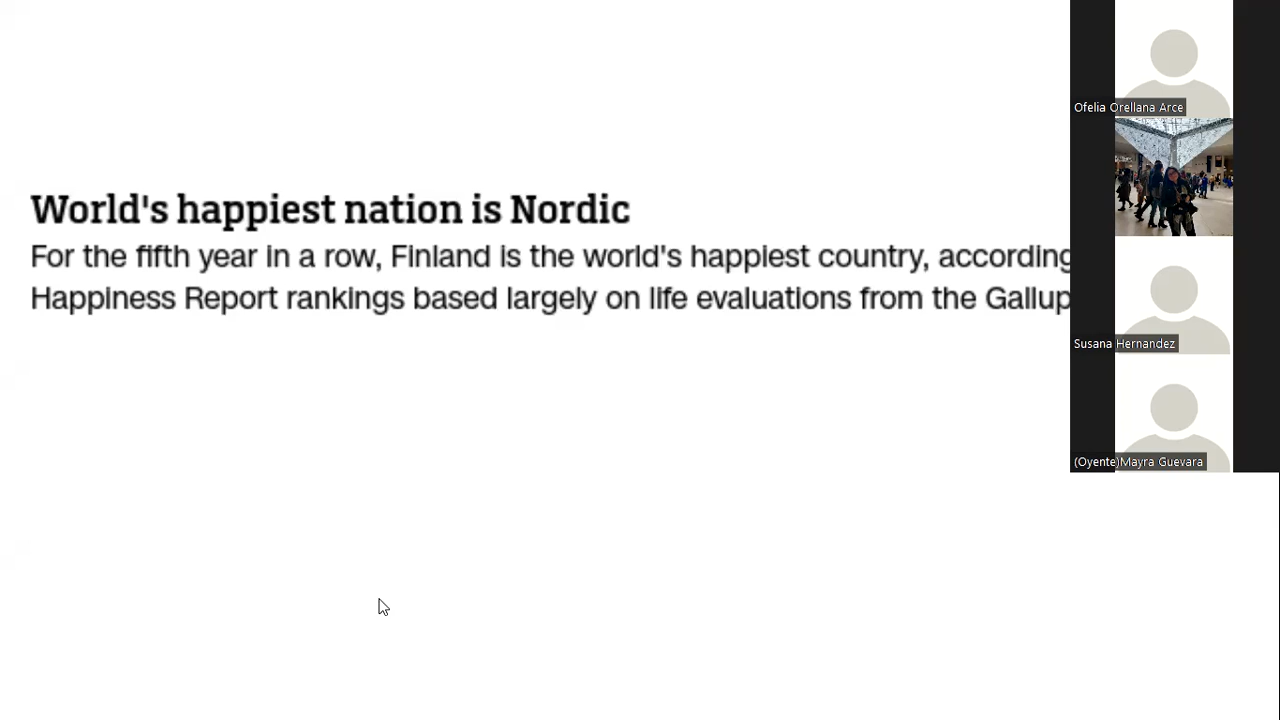 World's happiest nation is Nordic
For the fifth year in a row, Finland is the world's happiest country, according
Happiness Report rankings based largely on life evaluations from the Gallup
Ofelia Orellana Arce
Susana Hernandez
(Oyente)Mayra Guevara